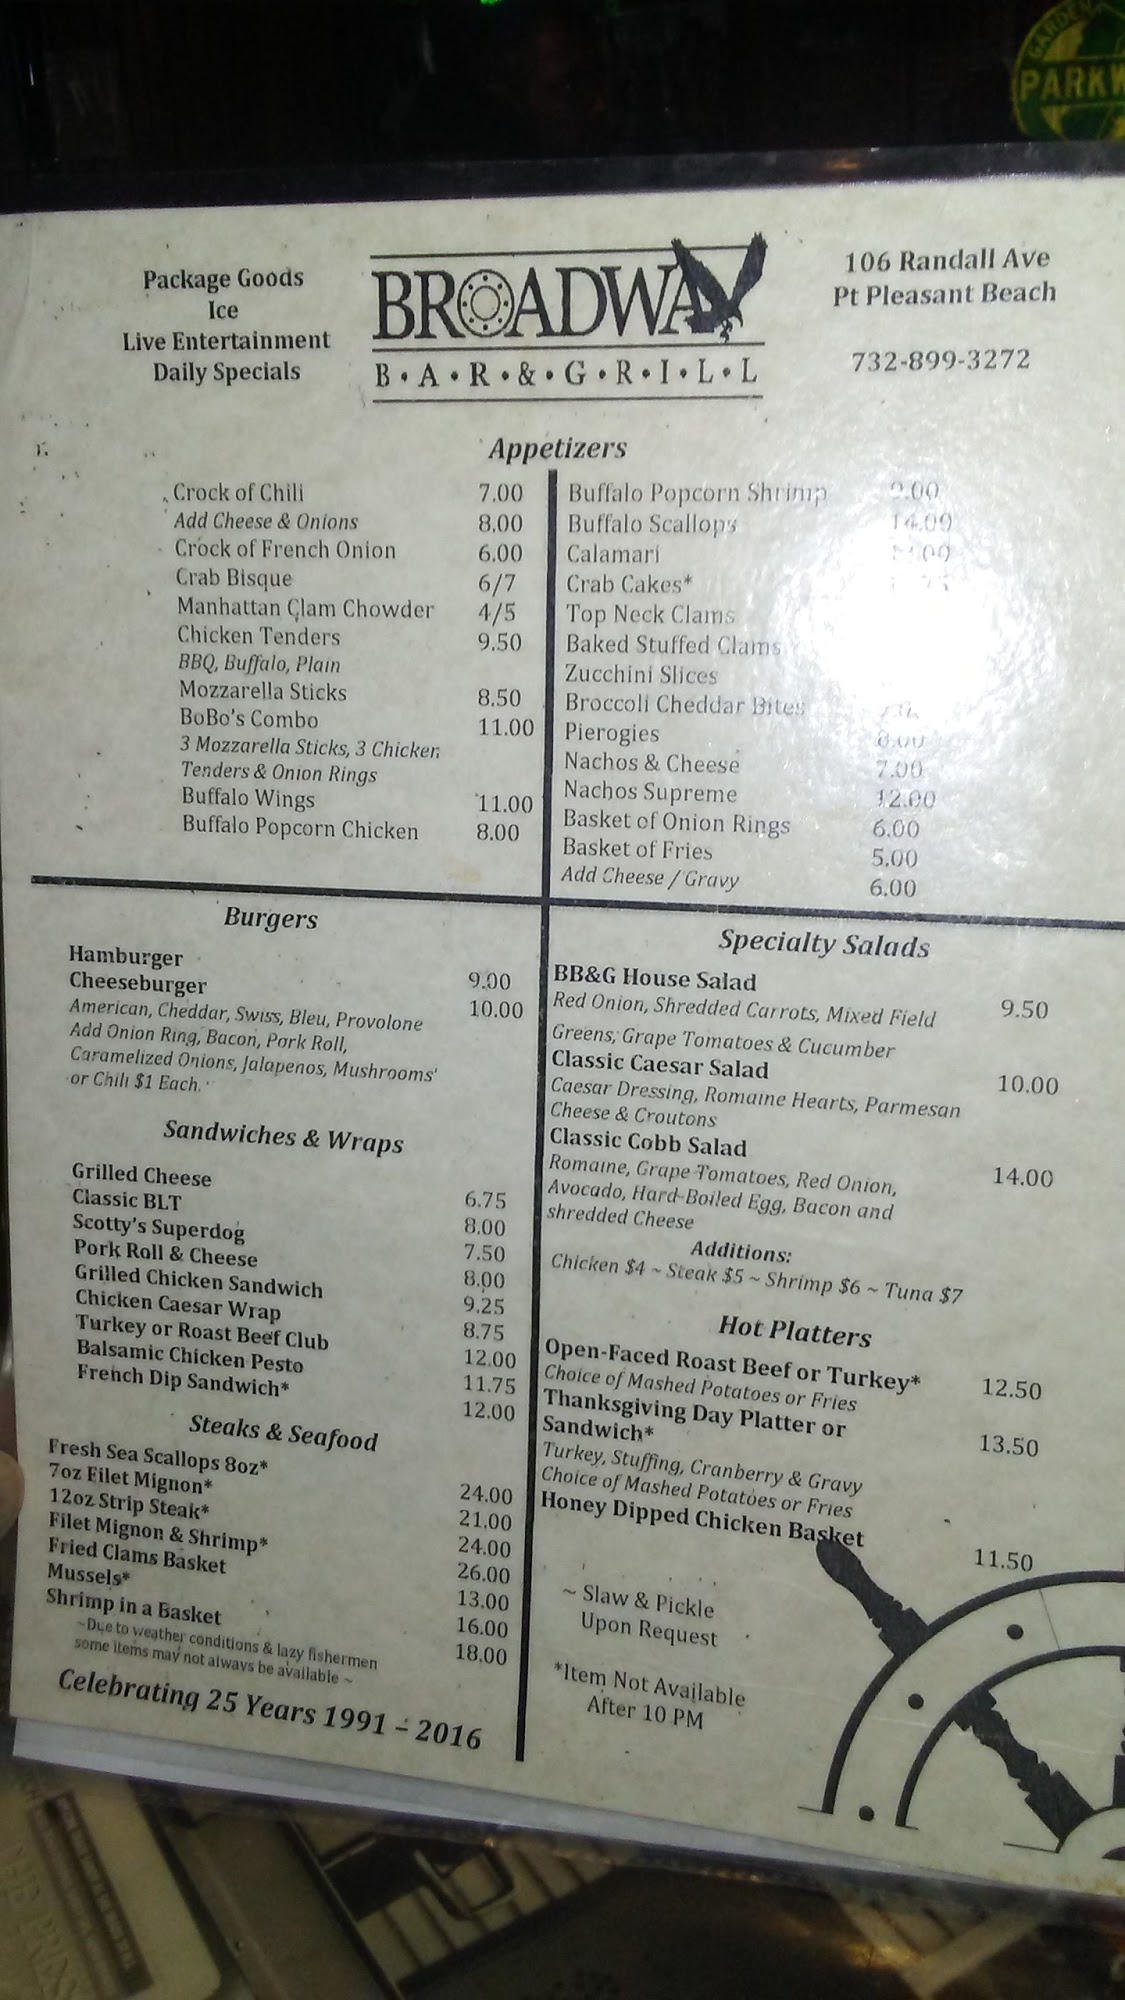 GARDEN
Package Goods
Ice
Live Entertainment
Daily Specials
BROADWAY
B•A•R•&•G•R•I•L•L
106 Randall Ave
Pt Pleasant Beach
732-899-3272
Appetizers
Crock of Chili 7.00
Add Cheese & Onions 8.00
Crock of French Onion 6.00
Crab Bisque 6/7
Manhattan Clam Chowder 4/5
Chicken Tenders 9.50
BBQ, Buffalo, Plain
Mozzarella Sticks 8.50
BoBo's Combo 11.00
3 Mozzarella Sticks, 3 Chicken
Tenders & Onion Rings
Buffalo Wings 11.00
Buffalo Popcorn Chicken 8.00
Buffalo Popcorn Shrimp
Buffalo Scallops 14.00
Calamari
Crab Cakes*
Top Neck Clams
Baked Stuffed Clams
Zucchini Slices
Broccoli Cheddar Bites
Pierogies 8.00
Nachos & Cheese 7.00
Nachos Supreme 12.00
Basket of Onion Rings 6.00
Basket of Fries 5.00
Add Cheese / Gravy 6.00
Burgers
Hamburger 9.00
Cheeseburger 10.00
American, Cheddar, Swiss, Bleu, Provolone
Add Onion Ring, Bacon, Pork Roll,
Caramelized Onions, Jalapenos, Mushrooms
or Chili $1 Each.
Sandwiches & Wraps
Grilled Cheese 6.75
Classic BLT 8.00
Scotty's Superdog 7.50
Pork Roll & Cheese 8.00
Grilled Chicken Sandwich 9.25
Chicken Caesar Wrap 8.75
Turkey or Roast Beef Club 12.00
Balsamic Chicken Pesto 11.75
French Dip Sandwich* 12.00
Steaks & Seafood
Fresh Sea Scallops 8oz* 24.00
7oz Filet Mignon* 21.00
12oz Strip Steak* 24.00
Filet Mignon & Shrimp* 26.00
Fried Clams Basket 13.00
Mussels* 16.00
Shrimp in a Basket 18.00
~Due to weather conditions & lazy fishermen
some items may not always be available ~
Celebrating 25 Years 1991 – 2016
Specialty Salads
BB&G House Salad 9.50
Red Onion, Shredded Carrots, Mixed Field
Greens, Grape Tomatoes & Cucumber
Classic Caesar Salad 10.00
Caesar Dressing, Romaine Hearts, Parmesan
Cheese & Croutons
Classic Cobb Salad 14.00
Romaine, Grape Tomatoes, Red Onion,
Avocado, Hard-Boiled Egg, Bacon and
shredded Cheese
Additions:
Chicken $4 ~ Steak $5 ~ Shrimp $6 ~ Tuna $7
Hot Platters
Open-Faced Roast Beef or Turkey* 12.50
Choice of Mashed Potatoes or Fries
Thanksgiving Day Platter or 13.50
Sandwich*
Turkey, Stuffing, Cranberry & Gravy
Choice of Mashed Potatoes or Fries
Honey Dipped Chicken Basket 11.50
~ Slaw & Pickle
Upon Request
*Item Not Available
After 10 PM